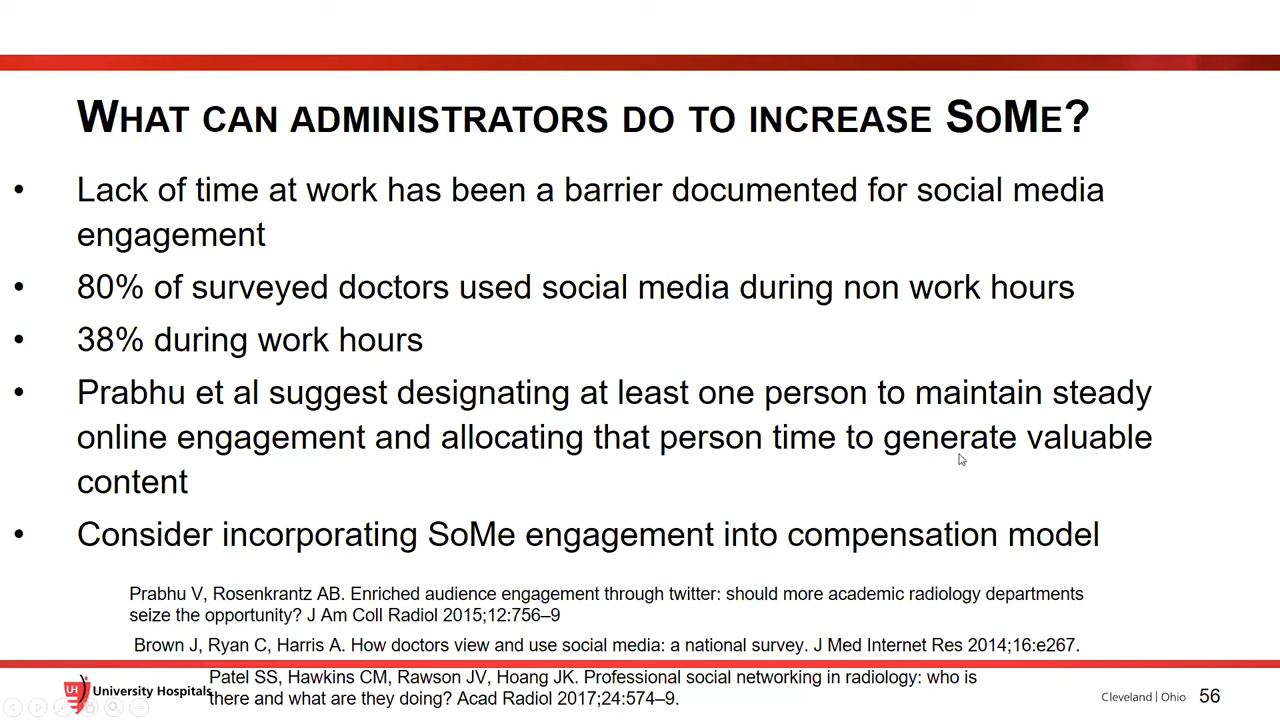 WHAT CAN ADMINISTRATORS DO TO INCREASE SOME?
• Lack of time at work has been a barrier documented for social media
engagement
• 80% of surveyed doctors used social media during non work hours
• 38% during work hours
• Prabhu et al suggest designating at least one person to maintain steady
online engagement and allocating that person time to generate valuable
content
• Consider incorporating SoMe engagement into compensation model
Prabhu V, Rosenkrantz AB. Enriched audience engagement through twitter: should more academic radiology departments
seize the opportunity? J Am Coll Radiol 2015;12:756–9
Brown J, Ryan C, Harris A. How doctors view and use social media: a national survey. J Med Internet Res 2014;16:e267.
Patel SS, Hawkins CM, Rawson JV, Hoang JK. Professional social networking in radiology: who is
there and what are they doing? Acad Radiol 2017;24:574–9.
UH University Hospitals
Cleveland | Ohio 56